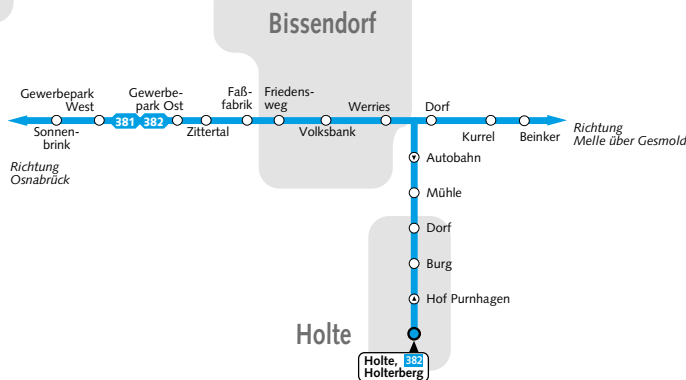 Bissendorf
Gewerbepark
West
Gewerbe-
park Ost
Faß-
fabrik
Friedens-
weg
Werries
Dorf
381 382
Sonnen-
brink
Zittertal
Volksbank
Kurrel
Beinker
Richtung
Melle über Gesmold
Richtung
Osnabrück
Autobahn
Mühle
Dorf
Burg
Hof Purnhagen
Holte
Holte, 382
Holterberg